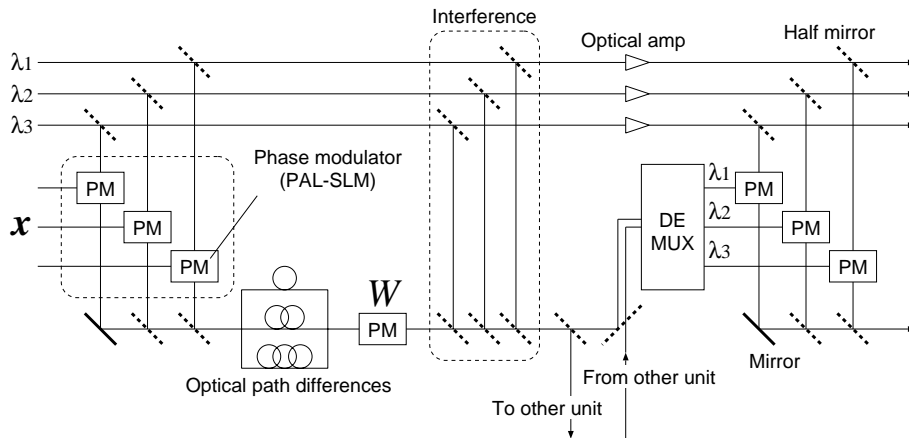 Interference
Optical amp
Half mirror
λ1
λ2
λ3
Phase modulator
(PAL-SLM)
PM
PM
PM
x
W
PM
Optical path differences
DE
MUX
λ1
λ2
λ3
PM
PM
PM
Mirror
From other unit
To other unit